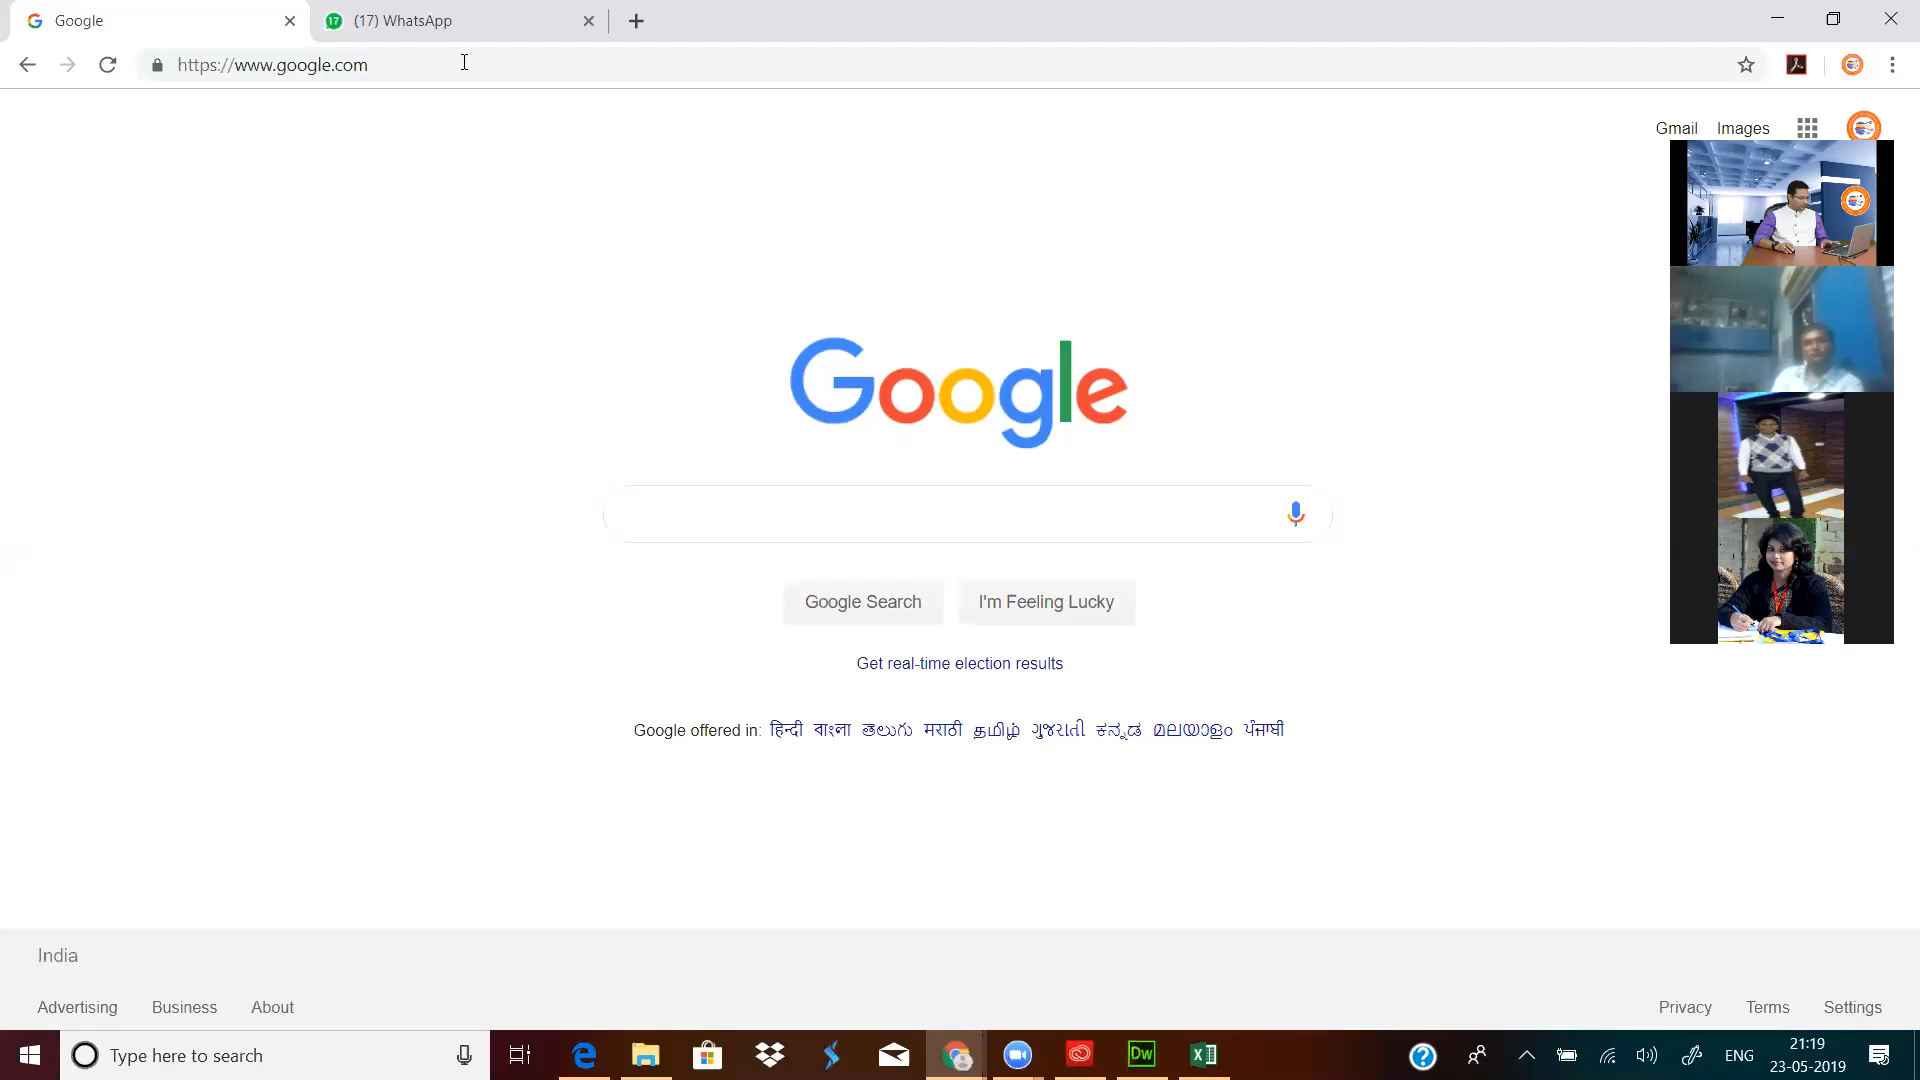 Google
17 (17) WhatsApp
https://www.google.com
Gmail Images
Google
Google Search I'm Feeling Lucky
Get real-time election results
Google offered in: हिन्दी বাংলা తెలుగు मराठी தமிழ் ગુજરાતી ಕನ್ನಡ മലയാളം ਪੰਜਾਬੀ
India
Advertising Business About Privacy Terms Settings
Type here to search Dw ENG 21:19
23-05-2019